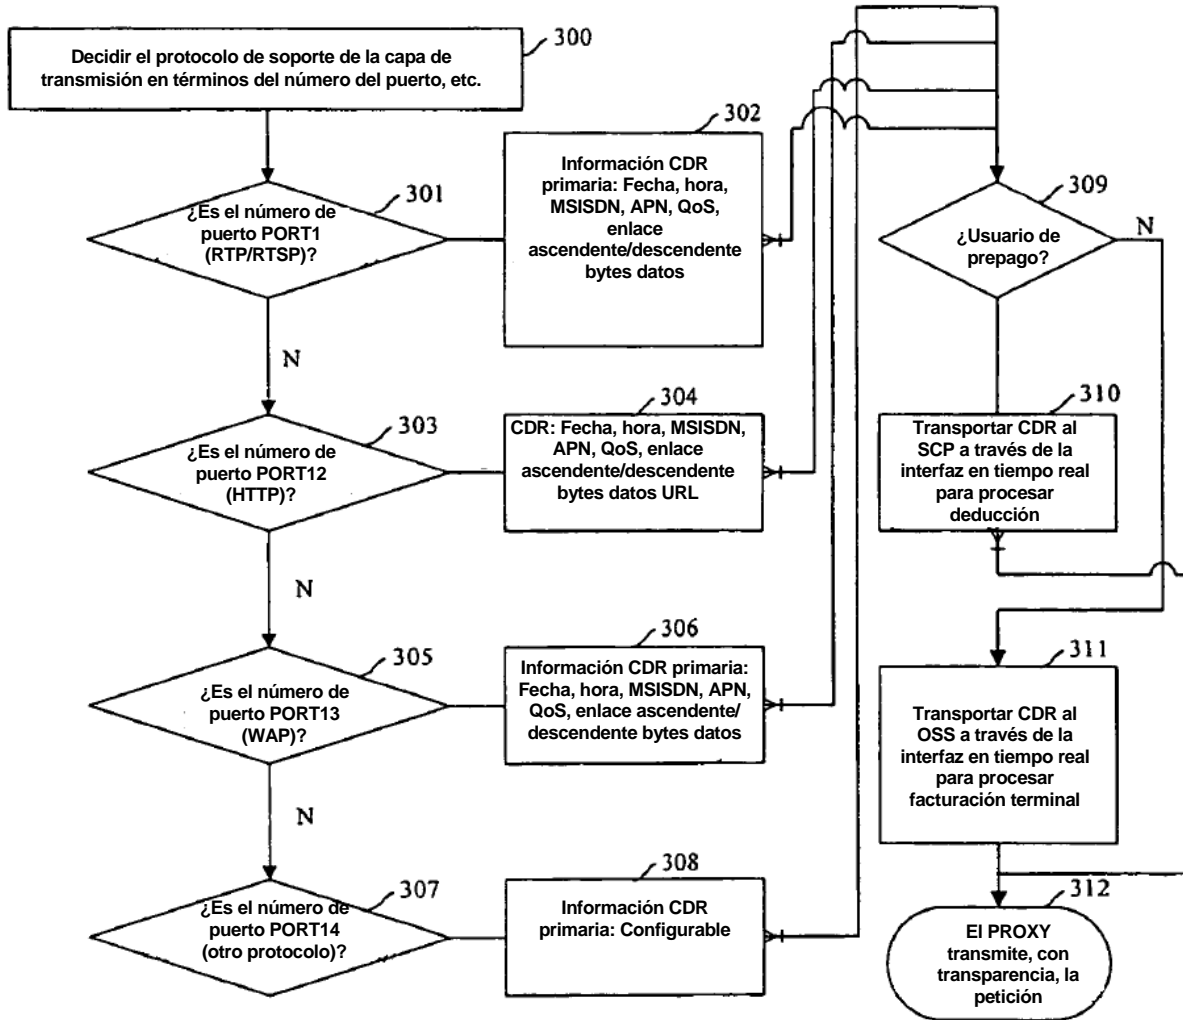 300
Decidir el protocolo de soporte de la capa de
transmisión en términos del número del puerto, etc.
301
¿Es el número de
puerto PORT1
(RTP/RTSP)?
302
Información CDR
primaria: Fecha, hora,
MSISDN, APN, QoS,
enlace
ascendente/descendente
bytes datos
N
303
¿Es el número de
puerto PORT12
(HTTP)?
304
CDR: Fecha, hora, MSISDN,
APN, QoS, enlace
ascendente/descendente
bytes datos URL
N
305
¿Es el número de
puerto PORT13
(WAP)?
306
Información CDR primaria:
Fecha, hora, MSISDN, APN,
QoS, enlace ascendente/
descendente bytes datos
N
307
¿Es el número de
puerto PORT14
(otro protocolo)?
308
Información CDR
primaria: Configurable
309
¿Usuario de
prepago?
N
310
Transportar CDR al
SCP a través de la
interfaz en tiempo real
para procesar
deducción
311
Transportar CDR al
OSS a través de la
interfaz en tiempo real
para procesar
facturación terminal
312
El PROXY
transmite, con
transparencia, la
petición